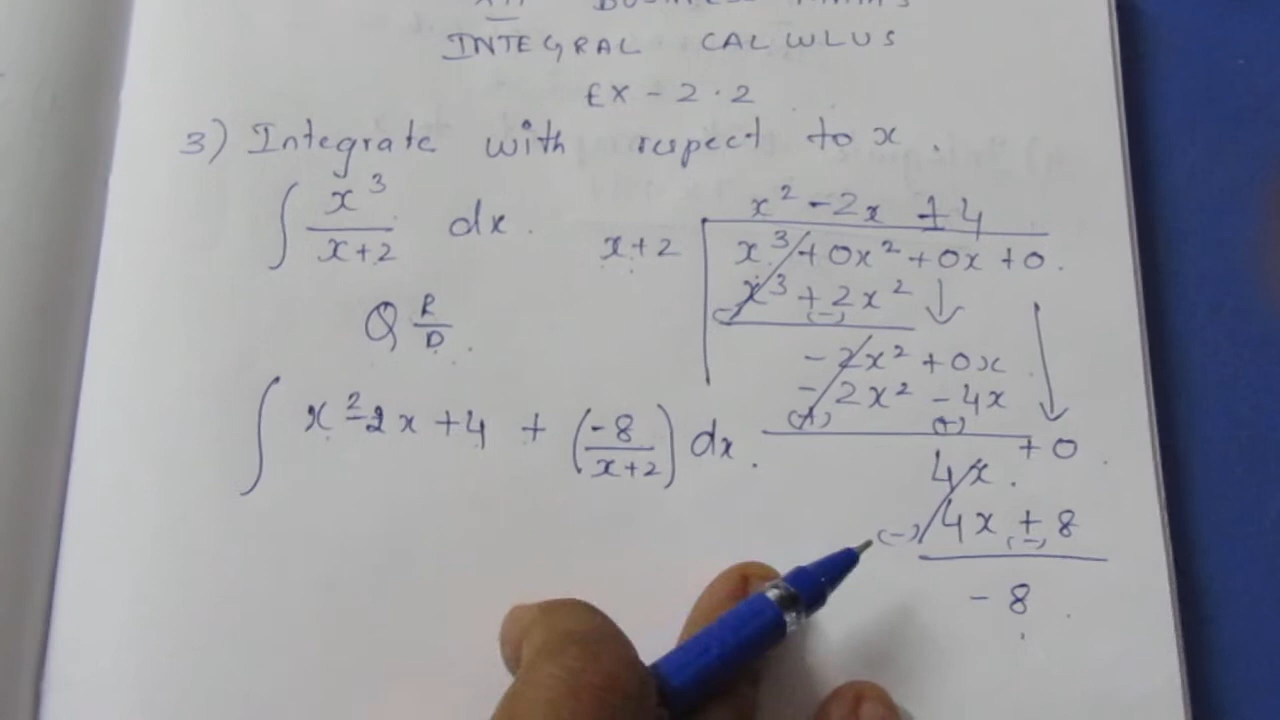 INTEGRAL CALCULUS
EX - 2.2
3) Integrate with respect to x.
∫ x³/(x+2) dx.
x² - 2x + 4
x+2 | x³ + 0x² + 0x + 0.
x³ + 2x²
(-) (-)
Q R/D.
- 2x² + 0x
- 2x² - 4x
(+) (+)
∫ x² - 2x + 4 + (-8/(x+2)) dx.
4x + 0
4x + 8
(-) (-)
- 8